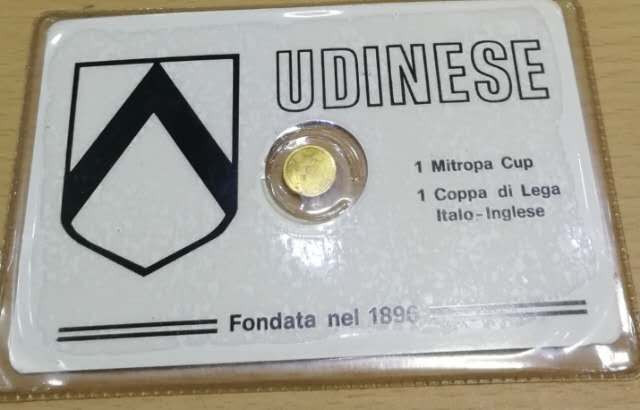 UDINESE
1 Mitropa Cup
1 Coppa di Lega
Italo-Inglese
Fondata nel 1896